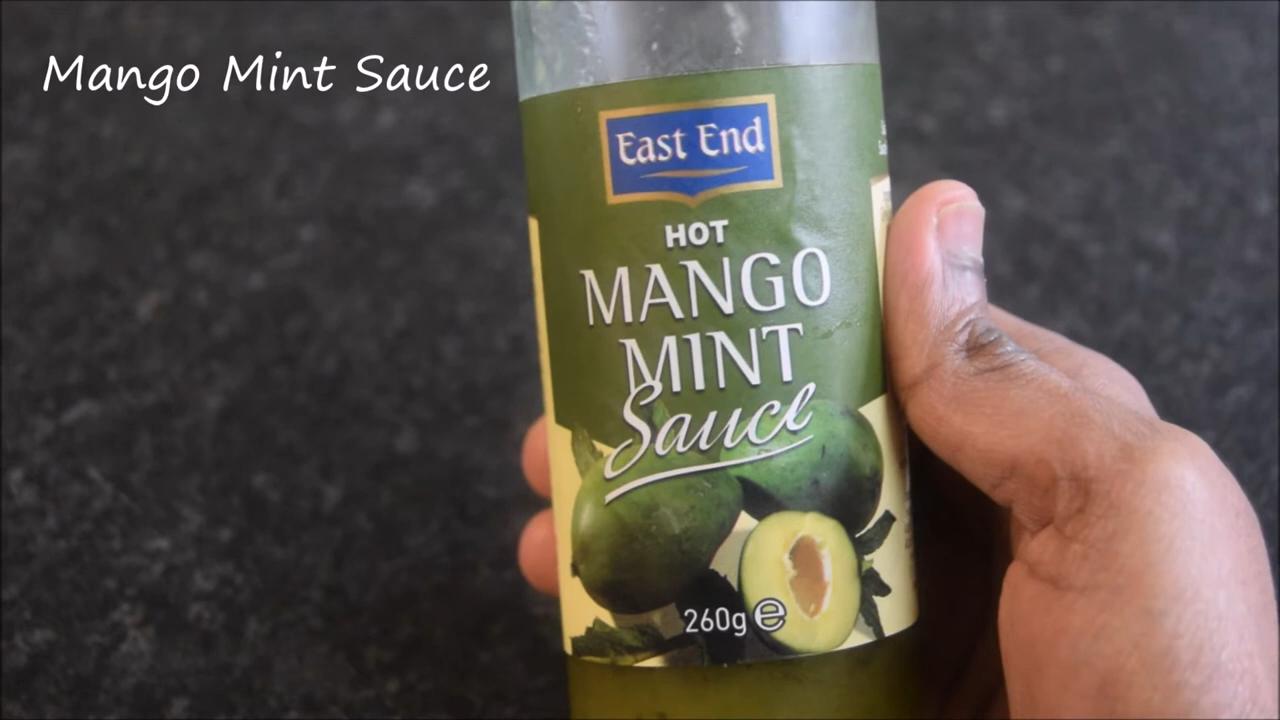 Mango Mint Sauce
East End
HOT
MANGO
MINT
Sauce
260g e